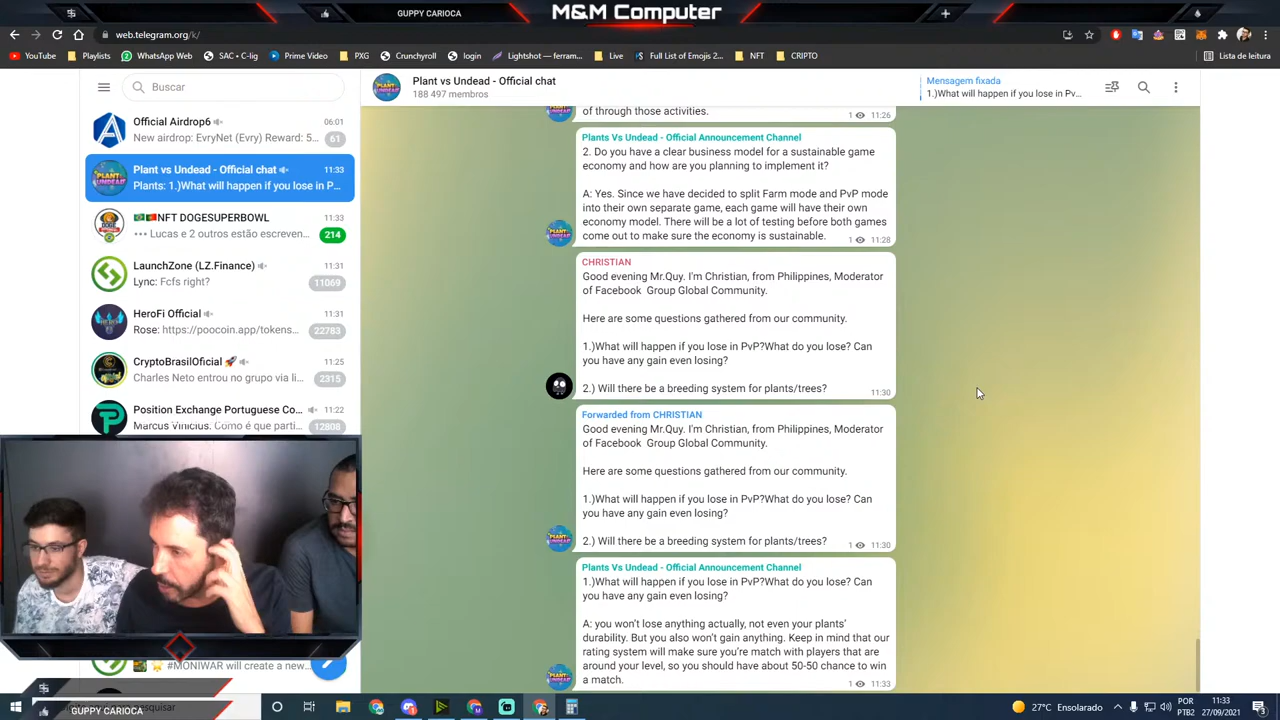 GUPPY CARIOCA
M&M Computer
web.telegram.org/k/
YouTube
Playlists
WhatsApp Web
SAC • C-lig
Prime Video
PXG
Crunchyroll
login
Lightshot — ferram...
Live
Full List of Emojis 2...
NFT
CRIPTO
Lista de leitura
Buscar
Plant vs Undead - Official chat
188 497 membros
Mensagem fixada
1.)What will happen if you lose in PvP?W...
Official Airdrop6
06:01
New airdrop: EvryNet (Evry) Reward: 5...
61
Plant vs Undead - Official chat
11:33
Plants: 1.)What will happen if you lose in P...
NFT DOGESUPERBOWL
11:33
Lucas e 2 outros estão escreven...
214
LaunchZone (LZ.Finance)
11:31
Lync: Fcfs right?
11069
HeroFi Official
11:31
Rose: https://poocoin.app/tokens...
22783
CryptoBrasilOficial 🚀
11:25
Charles Neto entrou no grupo via li...
2315
Position Exchange Portuguese Co...
11:22
Marcus Vinicius: Como é que parti...
12808
#MONIWAR will create a new...
of through those activities.
1 11:26
Plants Vs Undead - Official Announcement Channel
2. Do you have a clear business model for a sustainable game
economy and how are you planning to implement it?
A: Yes. Since we have decided to split Farm mode and PvP mode
into their own separate game, each game will have their own
economy model. There will be a lot of testing before both games
come out to make sure the economy is sustainable.
1 11:28
CHRISTIAN
Good evening Mr.Quy. I'm Christian, from Philippines, Moderator
of Facebook Group Global Community.
Here are some questions gathered from our community.
1.)What will happen if you lose in PvP?What do you lose? Can
you have any gain even losing?
2.) Will there be a breeding system for plants/trees?
11:30
Forwarded from CHRISTIAN
Good evening Mr.Quy. I'm Christian, from Philippines, Moderator
of Facebook Group Global Community.
Here are some questions gathered from our community.
1.)What will happen if you lose in PvP?What do you lose? Can
you have any gain even losing?
2.) Will there be a breeding system for plants/trees?
1 11:30
Plants Vs Undead - Official Announcement Channel
1.)What will happen if you lose in PvP?What do you lose? Can
you have any gain even losing?
A: you won't lose anything actually, not even your plants'
durability. But you also won't gain anything. Keep in mind that our
rating system will make sure you're match with players that are
around your level, so you should have about 50-50 chance to win
a match.
1 11:33
GUPPY CARIOCA
pesquisar
27°C Ensolarado
POR
PTB2
11:33
27/09/2021